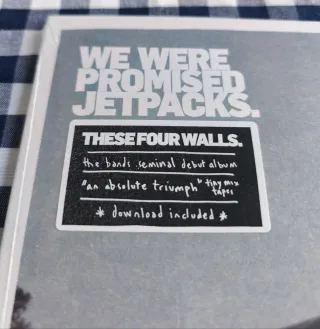 WE WERE
PROMISED
JETPACKS.
THESE FOUR WALLS.
the bands seminal debut album
"an absolute triumph" tiny mix
tapes
* download included *